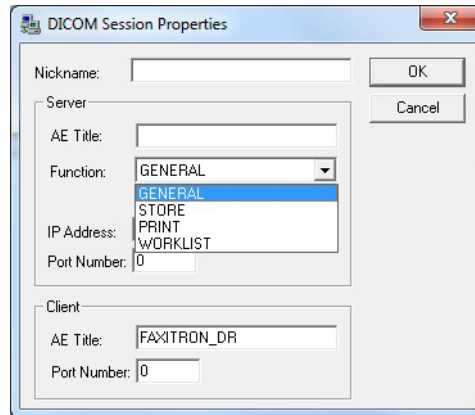 DICOM Session Properties
Nickname:
OK
Server
Cancel
AE Title:
Function: GENERAL
GENERAL
STORE
PRINT
IP Address:
WORKLIST
Port Number: 0
Client
AE Title: FAXITRON_DR
Port Number: 0